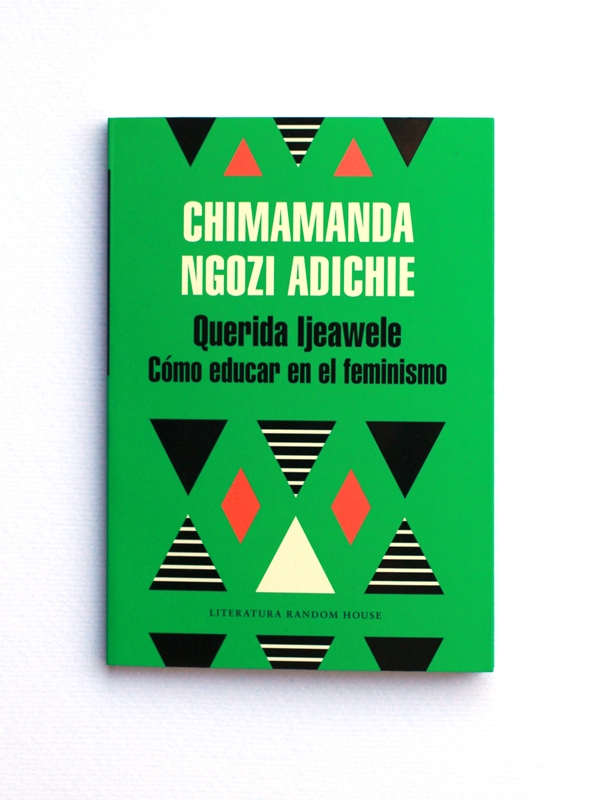 CHIMAMANDA
NGOZI ADICHIE
Querida Ijeawele
Cómo educar en el feminismo
LITERATURA RANDOM HOUSE